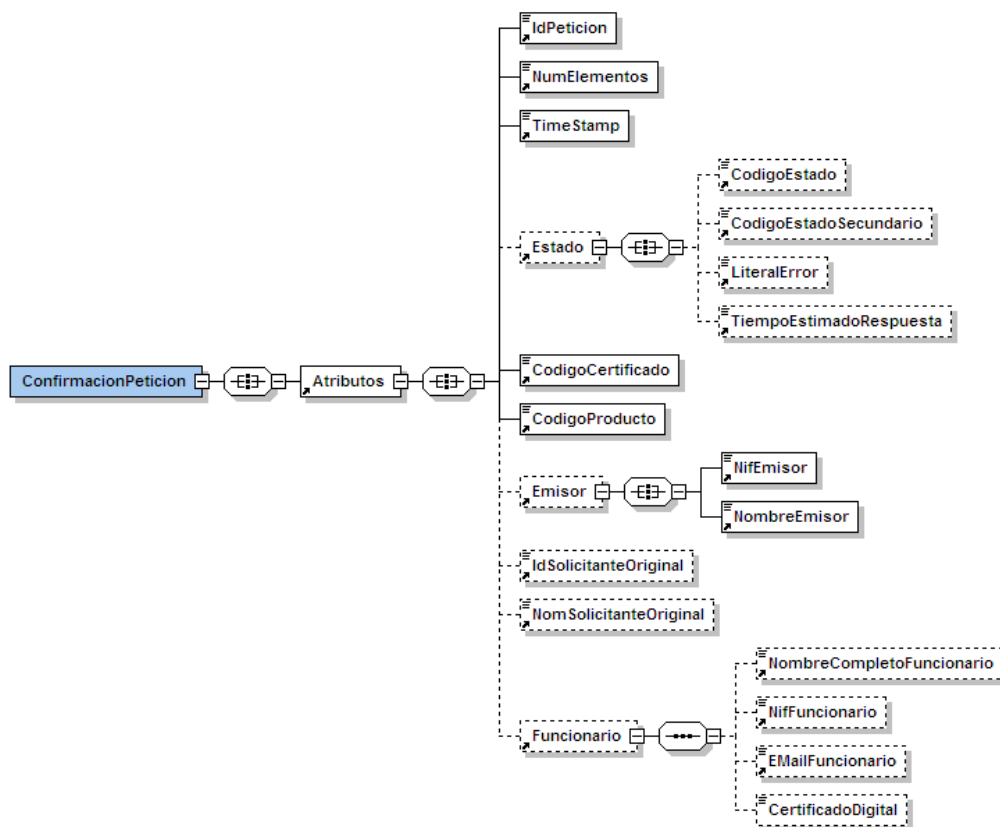 IdPeticion
NumElementos
TimeStamp
CodigoEstado
CodigoEstadoSecundario
Estado
LiteralError
TiempoEstimadoRespuesta
ConfirmacionPeticion
Atributos
CodigoCertificado
CodigoProducto
NifEmisor
Emisor
NombreEmisor
IdSolicitanteOriginal
NomSolicitanteOriginal
NombreCompletoFuncionario
NifFuncionario
Funcionario
EMailFuncionario
CertificadoDigital